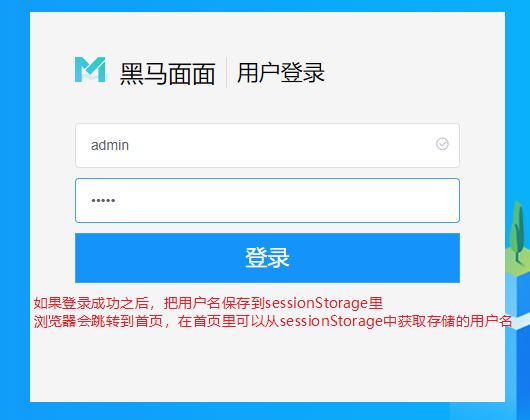 黑马面面 用户登录
admin
•••••
登录
如果登录成功之后，把用户名保存到sessionStorage里
浏览器会跳转到首页，在首页里可以从sessionStorage中获取存储的用户名